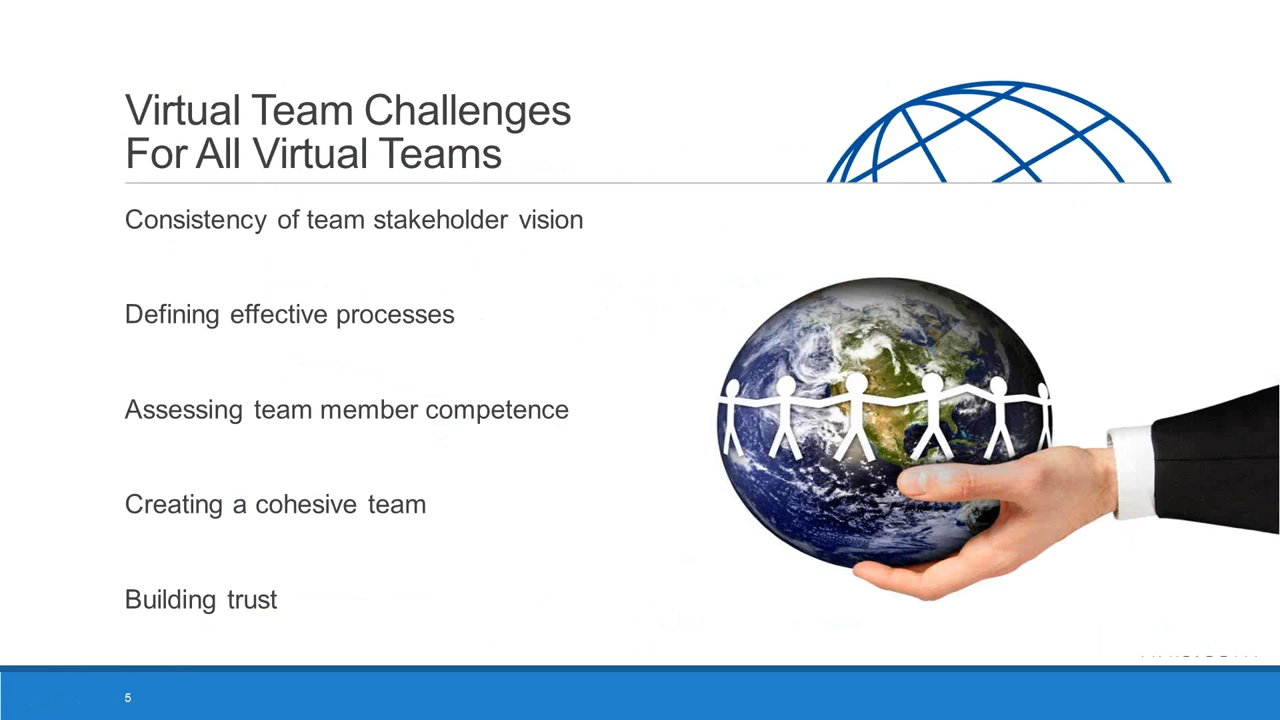 Virtual Team Challenges
For All Virtual Teams
Consistency of team stakeholder vision
Defining effective processes
Assessing team member competence
Creating a cohesive team
Building trust
5